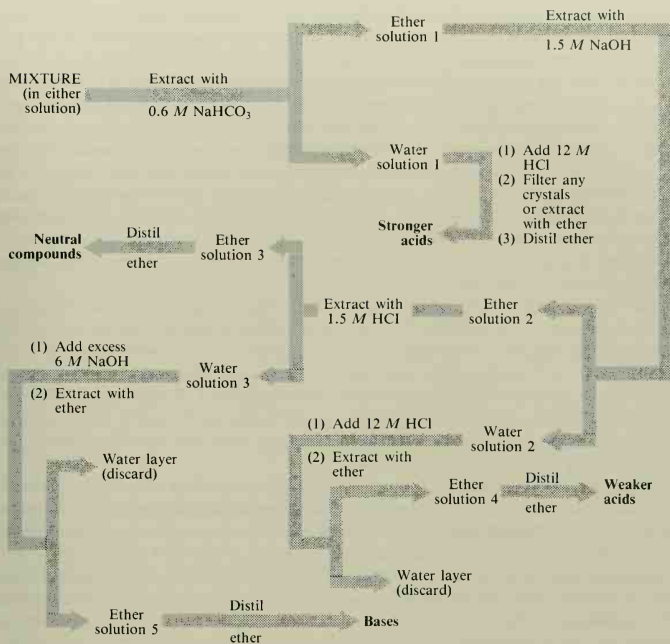 Ether
solution 1
Extract with
1.5 M NaOH
MIXTURE
(in either
solution)
Extract with
0.6 M NaHCO₃
Water
solution 1
(1) Add 12 M
HCl
(2) Filter any
crystals
or extract
with ether
(3) Distil ether
Stronger
acids
Neutral
compounds
Distil
ether
Ether
solution 3
Extract with
1.5 M HCl
Ether
solution 2
(1) Add excess
6 M NaOH
(2) Extract with
ether
Water
solution 3
(1) Add 12 M HCl
(2) Extract with
ether
Water
solution 2
Water layer
(discard)
Ether
solution 4
Distil
ether
Weaker
acids
Water layer
(discard)
Ether
solution 5
Distil
ether
Bases